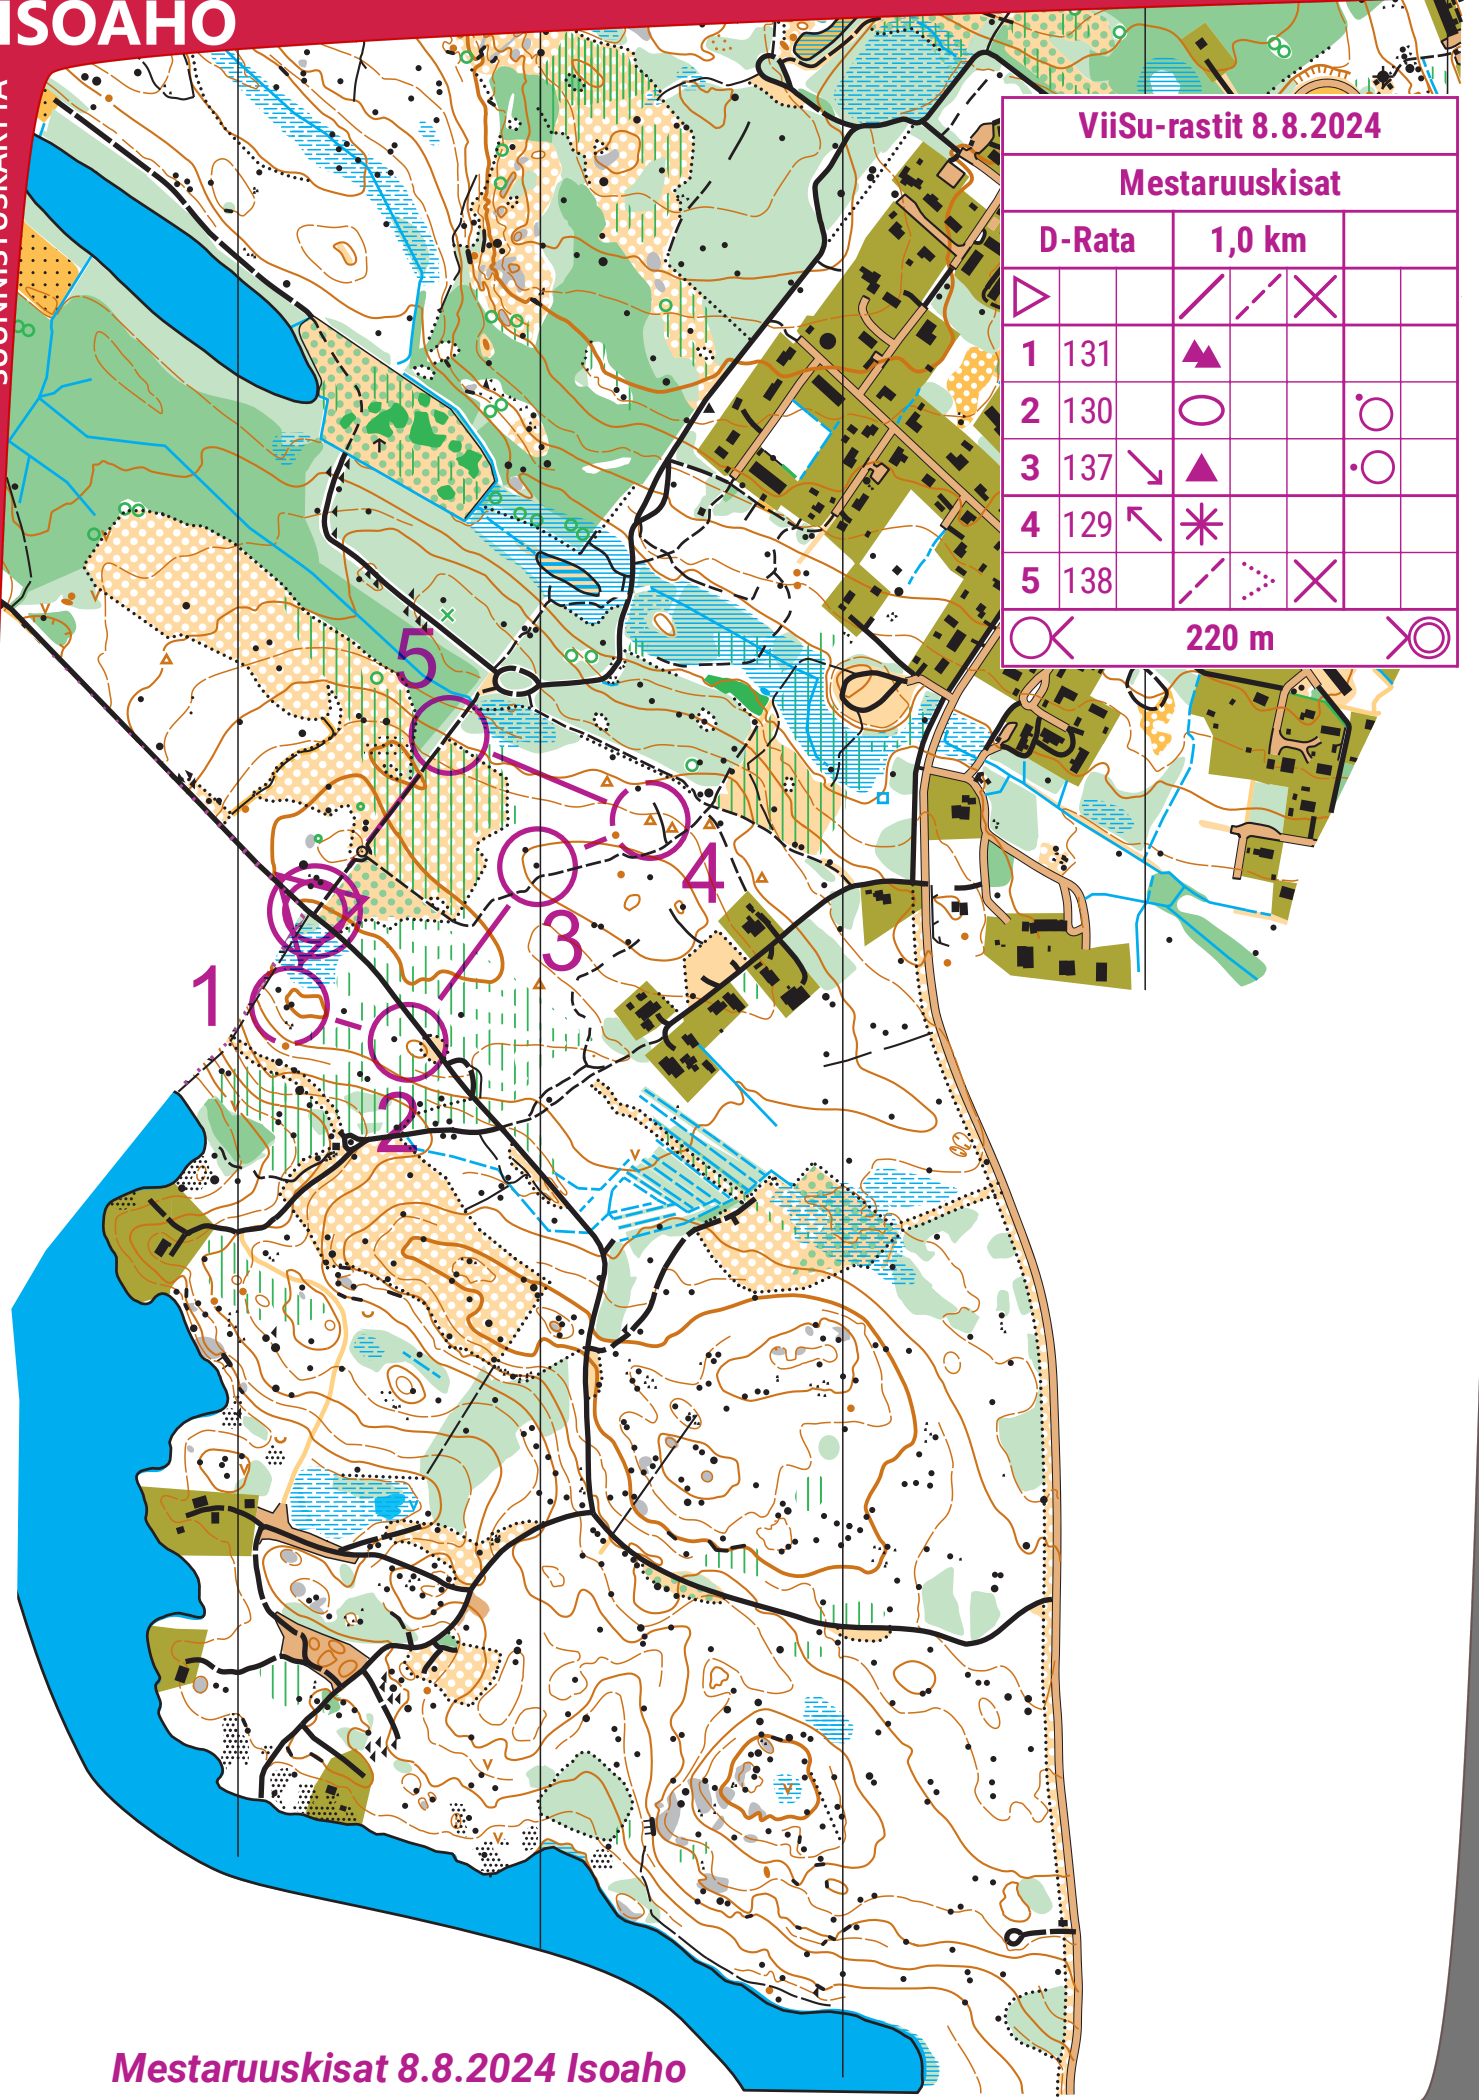 ISOAHO
SUUNNISTUSKARTTA
ViiSu-rastit 8.8.2024
Mestaruuskisat
D-Rata 1,0 km
1 131
2 130
3 137
4 129
5 138
220 m
5
4
3
1
2
Mestaruuskisat 8.8.2024 Isoaho